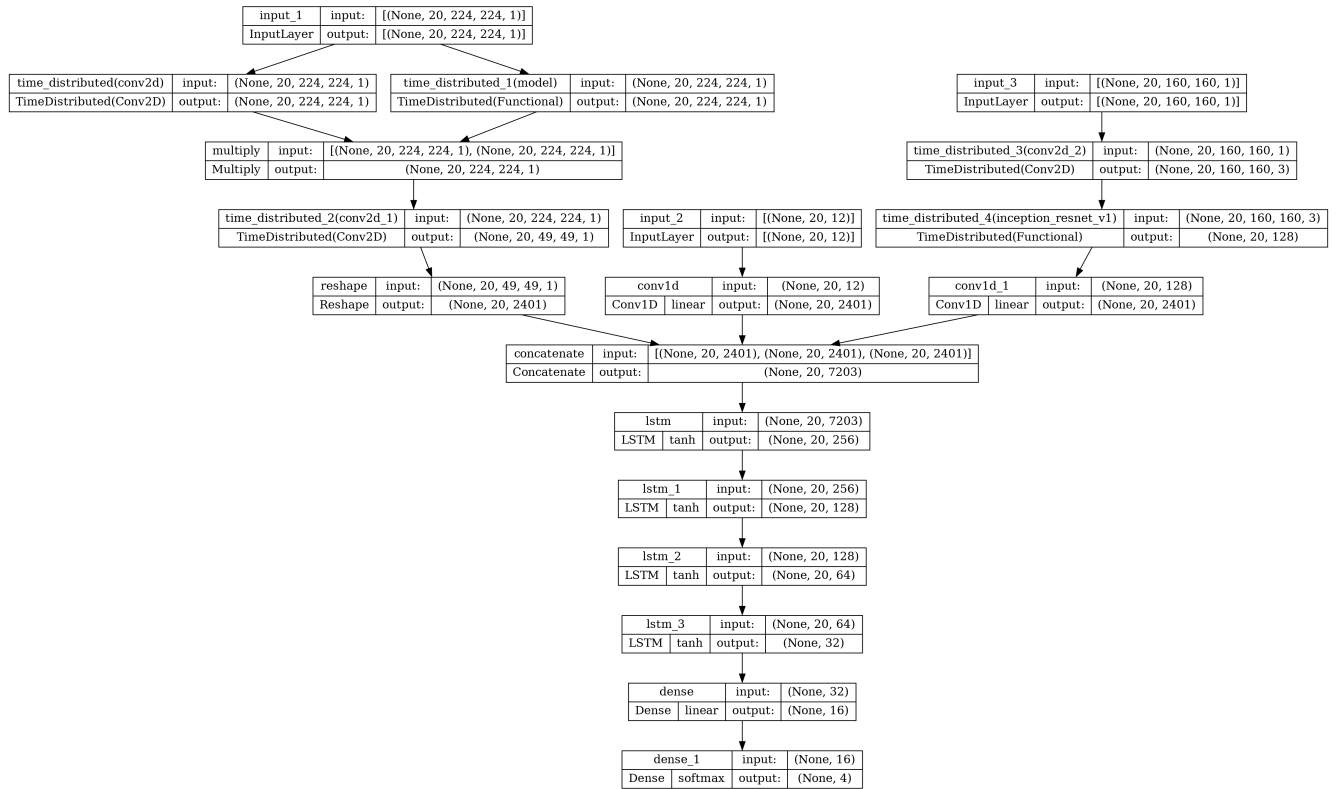 input_1 input: [(None, 20, 224, 224, 1)]
InputLayer output: [(None, 20, 224, 224, 1)]
time_distributed(conv2d) input: (None, 20, 224, 224, 1)
TimeDistributed(Conv2D) output: (None, 20, 224, 224, 1)
time_distributed_1(model) input: (None, 20, 224, 224, 1)
TimeDistributed(Functional) output: (None, 20, 224, 224, 1)
input_3 input: [(None, 20, 160, 160, 1)]
InputLayer output: [(None, 20, 160, 160, 1)]
multiply input: [(None, 20, 224, 224, 1), (None, 20, 224, 224, 1)]
Multiply output: (None, 20, 224, 224, 1)
time_distributed_3(conv2d_2) input: (None, 20, 160, 160, 1)
TimeDistributed(Conv2D) output: (None, 20, 160, 160, 3)
time_distributed_2(conv2d_1) input: (None, 20, 224, 224, 1)
TimeDistributed(Conv2D) output: (None, 20, 49, 49, 1)
input_2 input: [(None, 20, 12)]
InputLayer output: [(None, 20, 12)]
time_distributed_4(inception_resnet_v1) input: (None, 20, 160, 160, 3)
TimeDistributed(Functional) output: (None, 20, 128)
reshape input: (None, 20, 49, 49, 1)
Reshape output: (None, 20, 2401)
conv1d input: (None, 20, 12)
Conv1D linear output: (None, 20, 2401)
conv1d_1 input: (None, 20, 128)
Conv1D linear output: (None, 20, 2401)
concatenate input: [(None, 20, 2401), (None, 20, 2401), (None, 20, 2401)]
Concatenate output: (None, 20, 7203)
lstm input: (None, 20, 7203)
LSTM tanh output: (None, 20, 256)
lstm_1 input: (None, 20, 256)
LSTM tanh output: (None, 20, 128)
lstm_2 input: (None, 20, 128)
LSTM tanh output: (None, 20, 64)
lstm_3 input: (None, 20, 64)
LSTM tanh output: (None, 32)
dense input: (None, 32)
Dense linear output: (None, 16)
dense_1 input: (None, 16)
Dense softmax output: (None, 4)